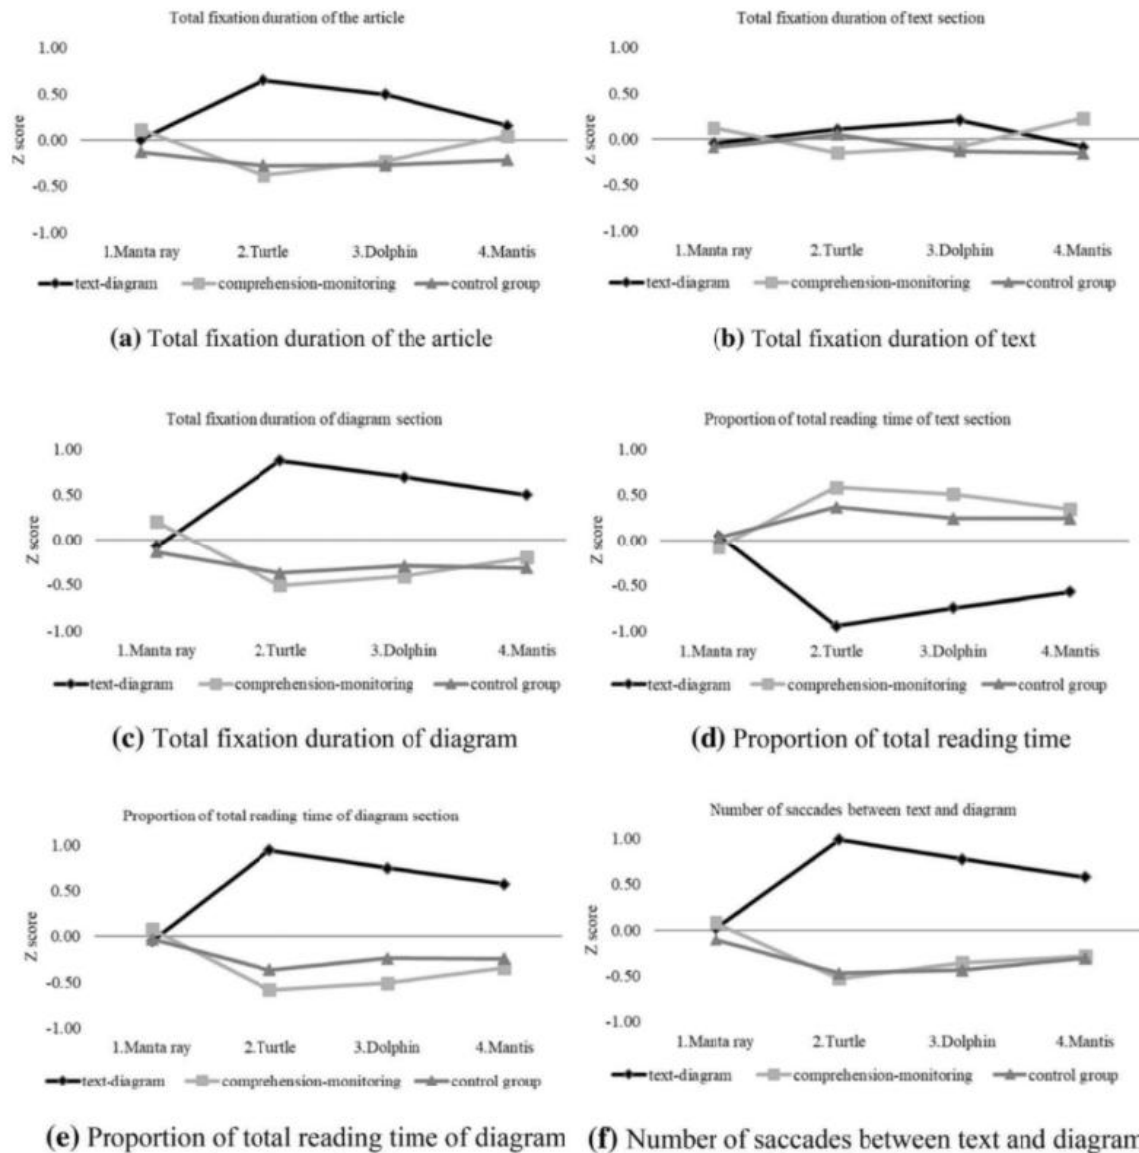 Total fixation duration of the article
1.00
0.50
0.00
-0.50
-1.00
Z score
1.Manta ray 2.Turtle 3.Dolphin 4.Mantis
text-diagram comprehension-monitoring control group
(a) Total fixation duration of the article
Total fixation duration of text section
1.00
0.50
0.00
-0.50
-1.00
Z score
1.Manta ray 2.Turtle 3.Dolphin 4.Mantis
text-diagram comprehension-monitoring control group
(b) Total fixation duration of text
Total fixation duration of diagram section
1.00
0.50
0.00
-0.50
-1.00
Z score
1.Manta ray 2.Turtle 3.Dolphin 4.Mantis
text-diagram comprehension-monitoring control group
(c) Total fixation duration of diagram
Proportion of total reading time of text section
1.00
0.50
0.00
-0.50
-1.00
Z score
1.Manta ray 2.Turtle 3.Dolphin 4.Mantis
text-diagram comprehension-monitoring control group
(d) Proportion of total reading time
Proportion of total reading time of diagram section
1.00
0.50
0.00
-0.50
-1.00
Z score
1.Manta ray 2.Turtle 3.Dolphin 4.Mantis
text-diagram comprehension-monitoring control group
(e) Proportion of total reading time of diagram
Number of saccades between text and diagram
1.00
0.50
0.00
-0.50
-1.00
Z score
1.Manta ray 2.Turtle 3.Dolphin 4.Mantis
text-diagram comprehension-monitoring control group
(f) Number of saccades between text and diagram